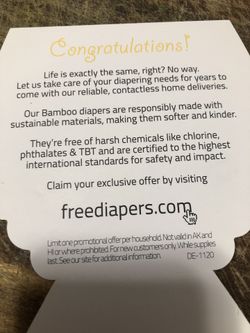 Congratulations!
Life is exactly the same, right? No way.
Let us take care of your diapering needs for years to
come with our reliable, contactless home deliveries.
Our Bamboo diapers are responsibly made with
sustainable materials, making them softer and kinder.
They're free of harsh chemicals like chlorine,
phthalates & TBT and are certified to the highest
international standards for safety and impact.
Claim your exclusive offer by visiting
freediapers.com
Limit one promotional offer per household. Not valid in AK and
HI or where prohibited. For new customers only. While supplies
last. See our site for additional information.
DE-1120